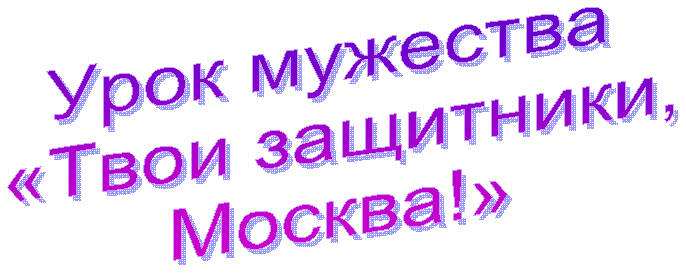 Урок мужества
«Твои защитники,
Москва!»